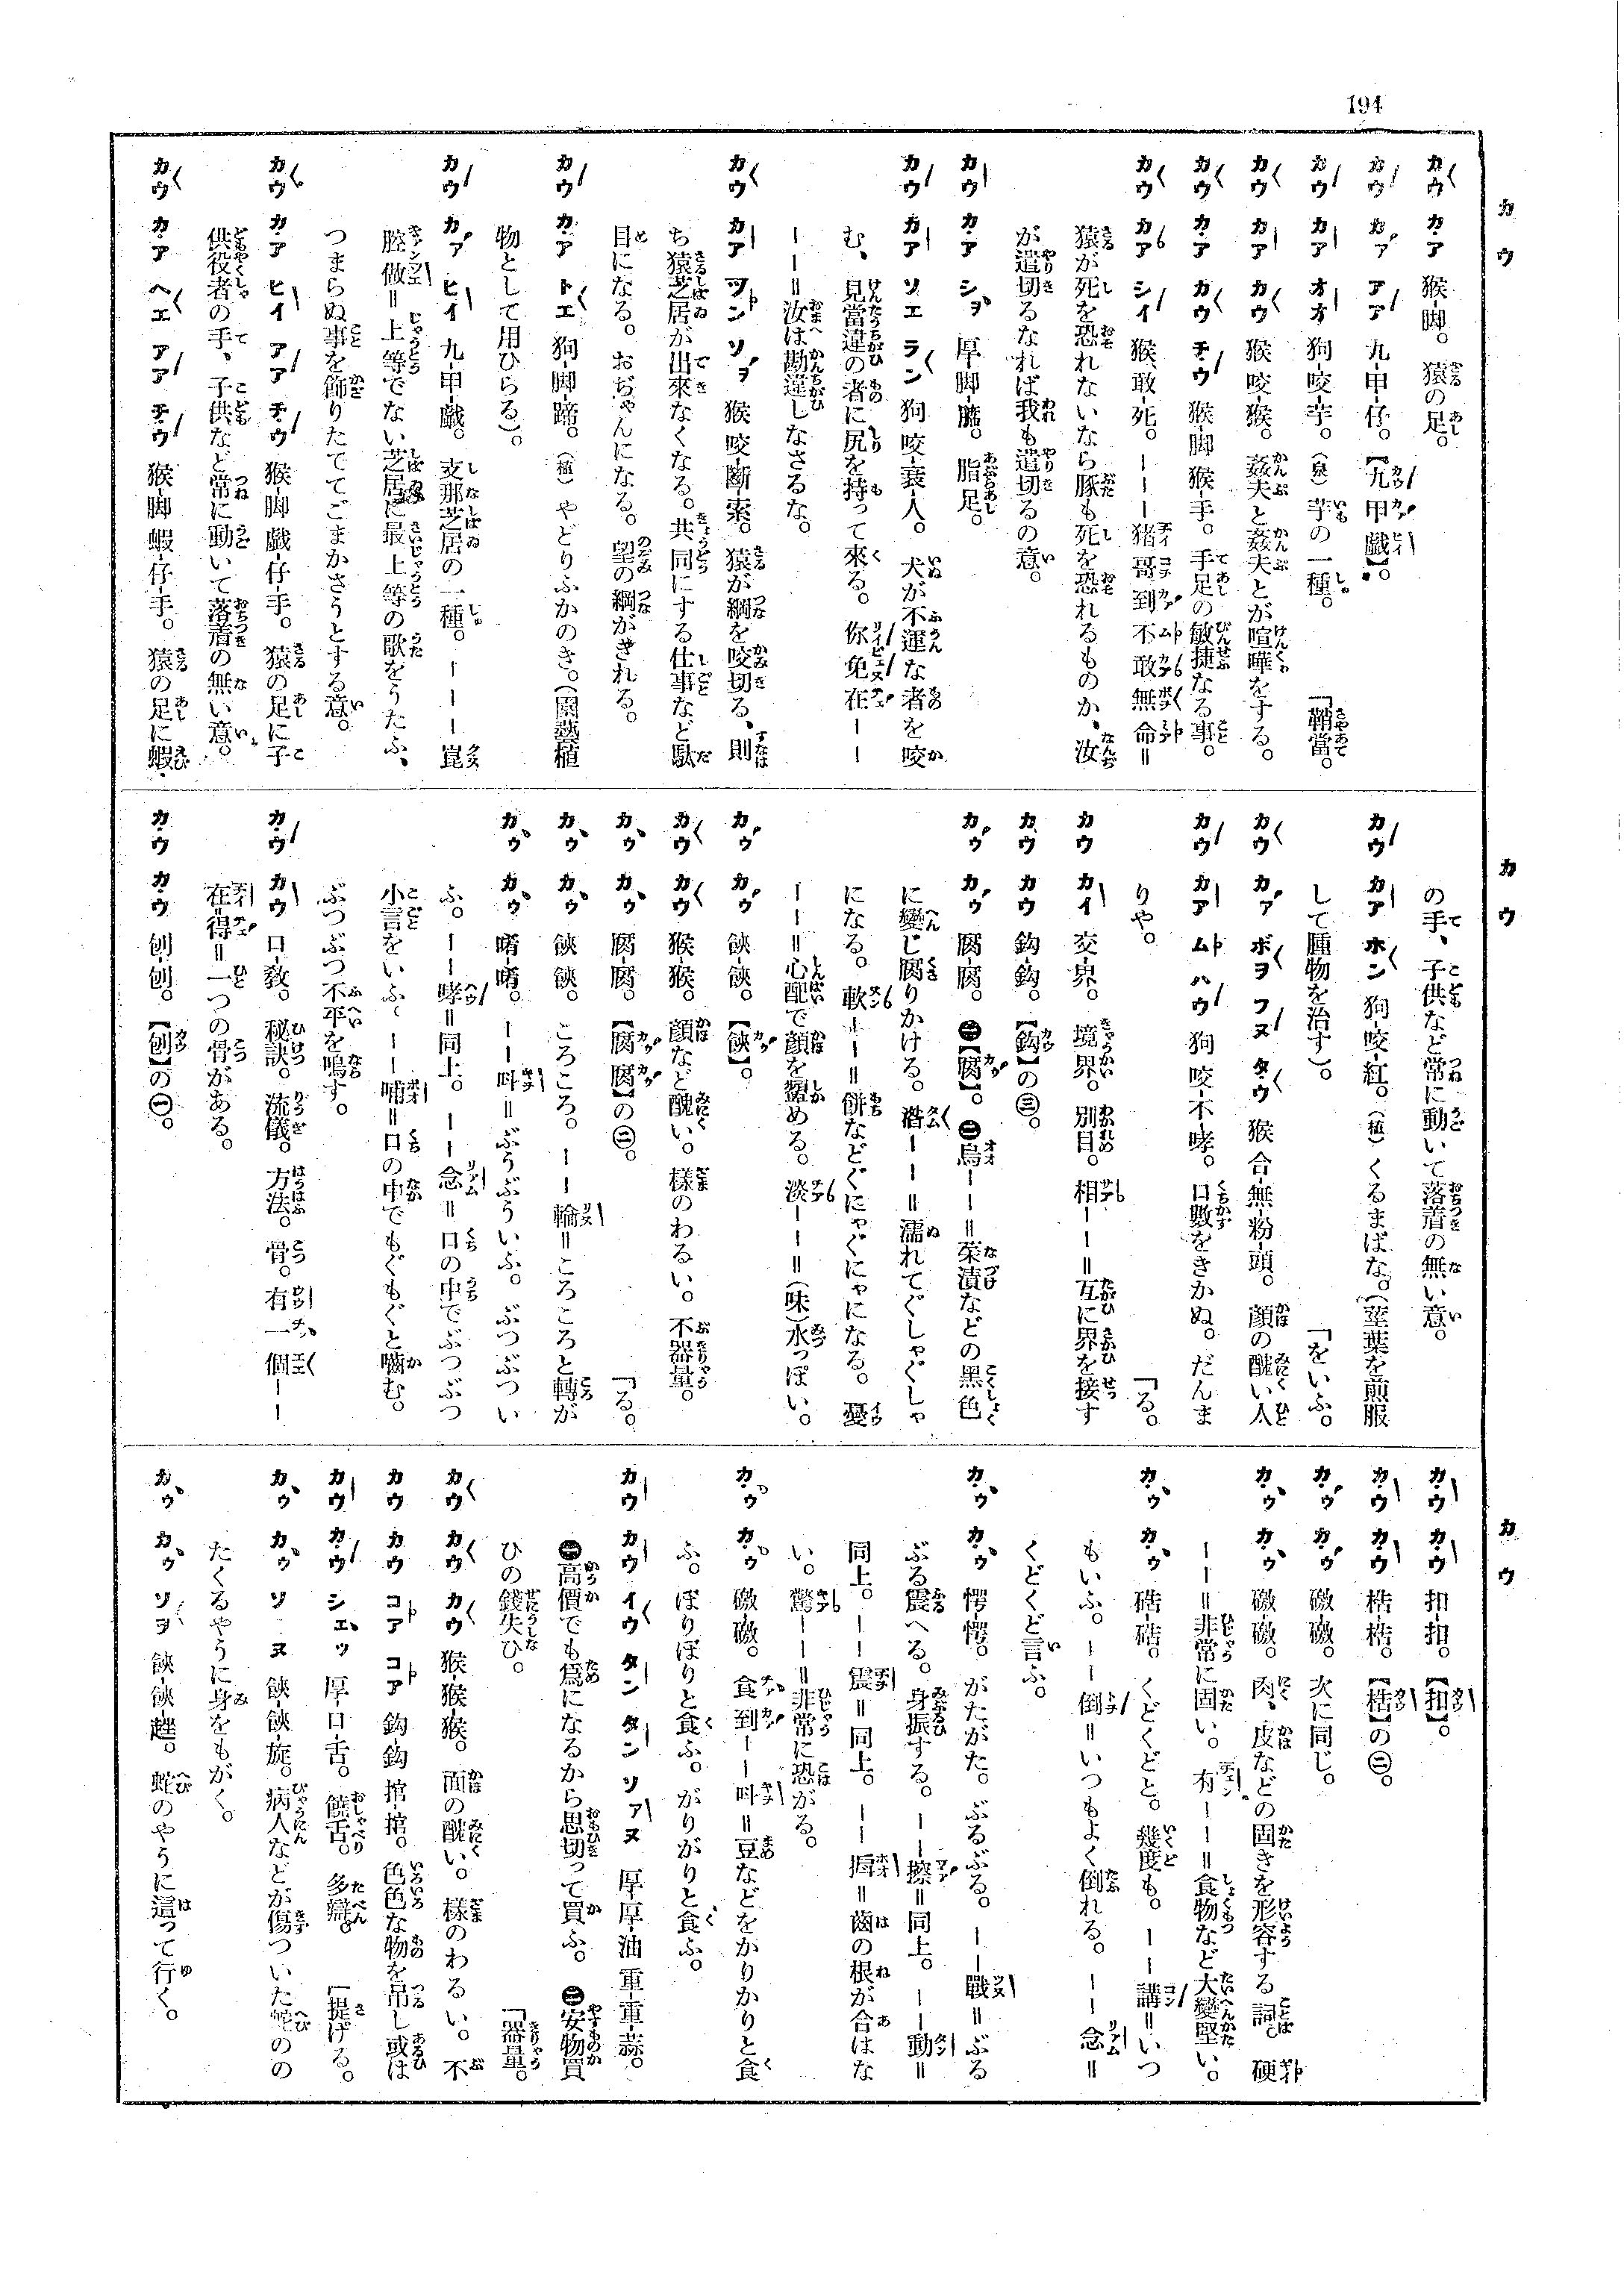 194
カウ
カウ カア 猴-脚。 猿の足。
カウ カア アア 九-甲-仔。【九甲戲】。
カウ カア オオ 狗-咬-芋。（泉）芋の一種。 「鞘當。
カウ カア カウ 猴-咬-猴。 姦夫と姦夫とが喧嘩をする。
カウ カア カウ チウ 猴-脚 猴-手。 手足の敏捷なる事。
カウ カア シイ 猴-敢-死。 ーーー猪哥到不敢無命＝
猿が死を恐れないなら豚も死を恐れるものか、汝
が遣切るなれば我も遣切るの意。
カウ カア シヲ 厚-脚-臊。 脂足。
カウ カア ソエ ラン 狗 咬-衰-人。 犬が不運な者を咬
む、見當違の者に尻を持って來る。 你免在ーー
ーー＝汝は勘違しなさるな。
カウ カア ツン ソヲ 猴 咬-斷-索。 猿が綱を咬切る、則
ち猿芝居が出來なくなる。共同にする仕事など駄
目になる。おぢゃんになる。望の綱がきれる。
カウ カア トエ 狗-脚-蹄。（植）やどりふかのき。（園藝植
物として用ひらる）。
カウ カア ヒイ 九-甲-戲。 支那芝居の一種。 ーーー崑
腔做＝上等でない芝居に最上等の歌をうたふ、
つまらぬ事を飾りたててごまかさうとする意。
カウ カア ヒイ アア チウ 猴-脚 戲-仔-手。 猿の足に子
供役者の手、子供など常に動いて落着の無い意。
カウ カア ヘエ アア チウ 猴-脚 蝦-仔-手。 猿の足に蝦
カウ
の手、子供など常に動いて落着の無い意。
カウ カア ホン 狗-咬-紅。（植）くるまばな。（莖葉を煎服
して腫物を治す）。 「をいふ。
カウ カア ボヲ フヌ タウ 猴 合-無-粉-頭。 顔の醜い人
カウ カア ムハウ 狗 咬-不-哮。 口數をきかぬ。だんま
りや。 「る。
カウ カイ 交-界。 境界。別目。相ーー＝互に界を接す
カウ カウ 鈎-鈎。【鈎】の㊂。
カウ カウ 腐-腐。 ㊀【腐】。㊁烏ーー＝菜漬などの黑色
に變じ腐りかける。 ーー＝濡れてぐしゃぐしゃ
になる。 軟ーー＝餅などぐにゃぐにゃになる。 憂
ーー＝心配で顔を顰める。淡ーー＝（味）水っぽい。
カウ カウ 餄-餄。【餄】。
カウ カウ 猴-猴。 顔など醜い。樣のわるい。不器量。
カウ カウ 腐-腐。【腐腐】の㊁。 「る。
カウ カウ 餄 餄。 ころころ。ーー輪＝ころころと轉が
カウ カウ ーー叫＝ぶうぶういふ。ぶつぶつい
ふ。ーー哮＝同上。ーー念＝口の中でぶつぶつ
小言をいふ。ーー哺＝口の中でもぐもぐと嚙む。
ぶつぶつ不平を鳴す。
カウ カウ 口-敎。 秘訣。流儀。方法。骨。有一個ーー
在-得＝一つの骨がある。
カウ カウ 刨-刨。【刨】の㊀。
カウ
カウ カウ 扣-扣。【扣】。
カウ カウ 梏-梏。【梏】の㊁。
カウ カウ 磤-磤。 次に同じ。
カウ カウ 磤-磤。 肉、皮などの固きを形容する詞。硬
ーー＝非常に固い。有ーー＝食物など大變堅い。
カウ カウ 硞-硞。 くどくどと。幾度も。ーー講＝いつ
もいふ。ーー倒＝いつもよく倒れる。ーー念＝
くどくど言ふ。
カウ カウ 愕-愕。 がたがた。ぶるぶる。ーー戰＝ぶる
ぶる震へる。身振する。ーー擦＝同上。ーー動＝
同上。ーー震＝同上。ーー＝齒の根が合はな
い。驚ーー＝非常に恐がる。
カウ カウ 磤-磤。 食到ーー叫＝豆などをかりかりと食
ふ。ぼりぼりと食ふ。がりがりと食ふ。
カウ カウ イウ タン タン ソアヌ 厚-厚-油 重-重-蒜。
㊀高價でも爲になるから思切って買ふ。 ㊁安物買
ひの錢失ひ。 「器量。
カウ カウ カウ 猴-猴-猴。 面の醜い。樣のわるい。不
カウ カウ コア コア 鈎-鈎 捾-捾。 色色な物を吊し或は
カウ カウ シエッ 厚-口-舌。 饒舌。多辯。 「提げる。
カウ カウ ソヌ 餄-餄-旋。 病人などが傷ついた蛇のの
たくるやうに身をもがく。
カウ カウ ソヲ 餄-餄-趖。 蛇のやうに這って行く。